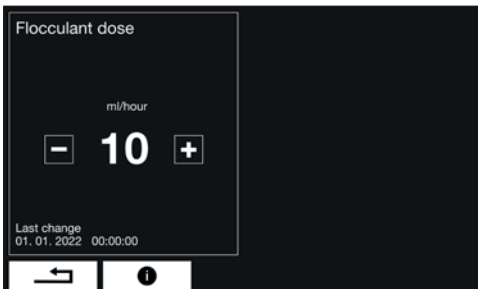 Flocculant dose
ml/hour
− 10 +
Last change
01. 01. 2022 00:00:00